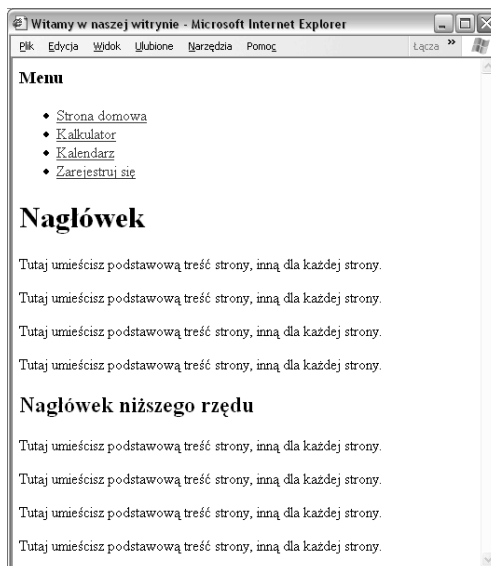 Witamy w naszej witrynie - Microsoft Internet Explorer
Plik Edycja Widok Ulubione Narzędzia Pomoc Łącza »
Menu
Strona domowa
Kalkulator
Kalendarz
Zarejestruj się
Nagłówek
Tutaj umieścisz podstawową treść strony, inną dla każdej strony.
Tutaj umieścisz podstawową treść strony, inną dla każdej strony.
Tutaj umieścisz podstawową treść strony, inną dla każdej strony.
Tutaj umieścisz podstawową treść strony, inną dla każdej strony.
Nagłówek niższego rzędu
Tutaj umieścisz podstawową treść strony, inną dla każdej strony.
Tutaj umieścisz podstawową treść strony, inną dla każdej strony.
Tutaj umieścisz podstawową treść strony, inną dla każdej strony.
Tutaj umieścisz podstawową treść strony, inną dla każdej strony.